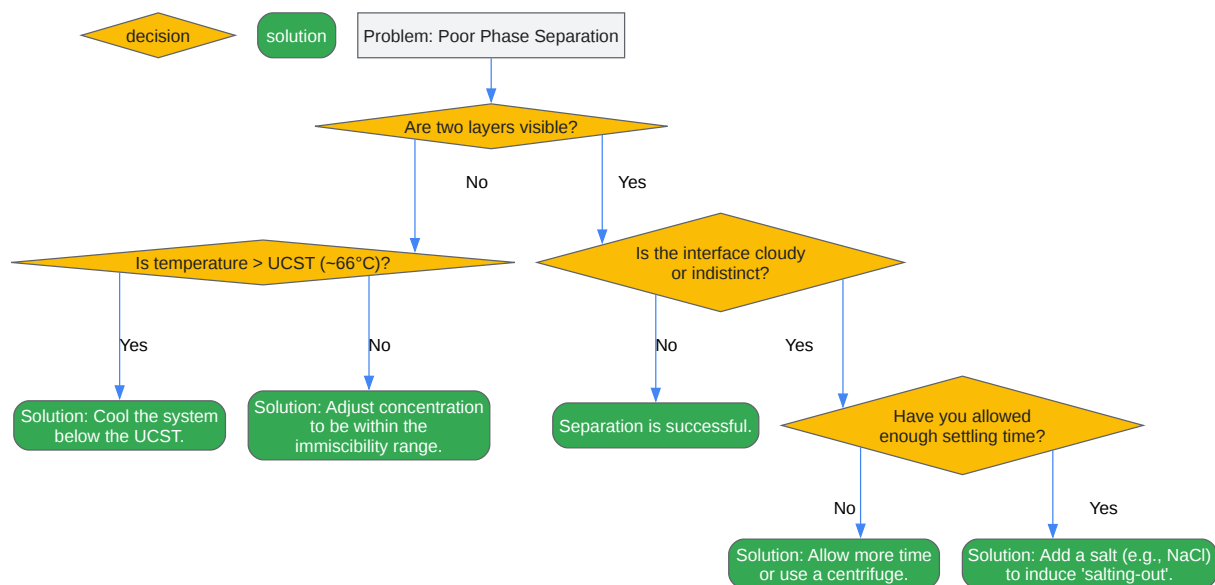 decision
solution
Problem: Poor Phase Separation
Are two layers visible?
No
Yes
Is temperature > UCST (~66°C)?
Is the interface cloudy
or indistinct?
Yes
No
No
Yes
Solution: Cool the system
below the UCST.
Solution: Adjust concentration
to be within the
immiscibility range.
Separation is successful.
Have you allowed
enough settling time?
No
Yes
Solution: Allow more time
or use a centrifuge.
Solution: Add a salt (e.g., NaCl)
to induce 'salting-out'.